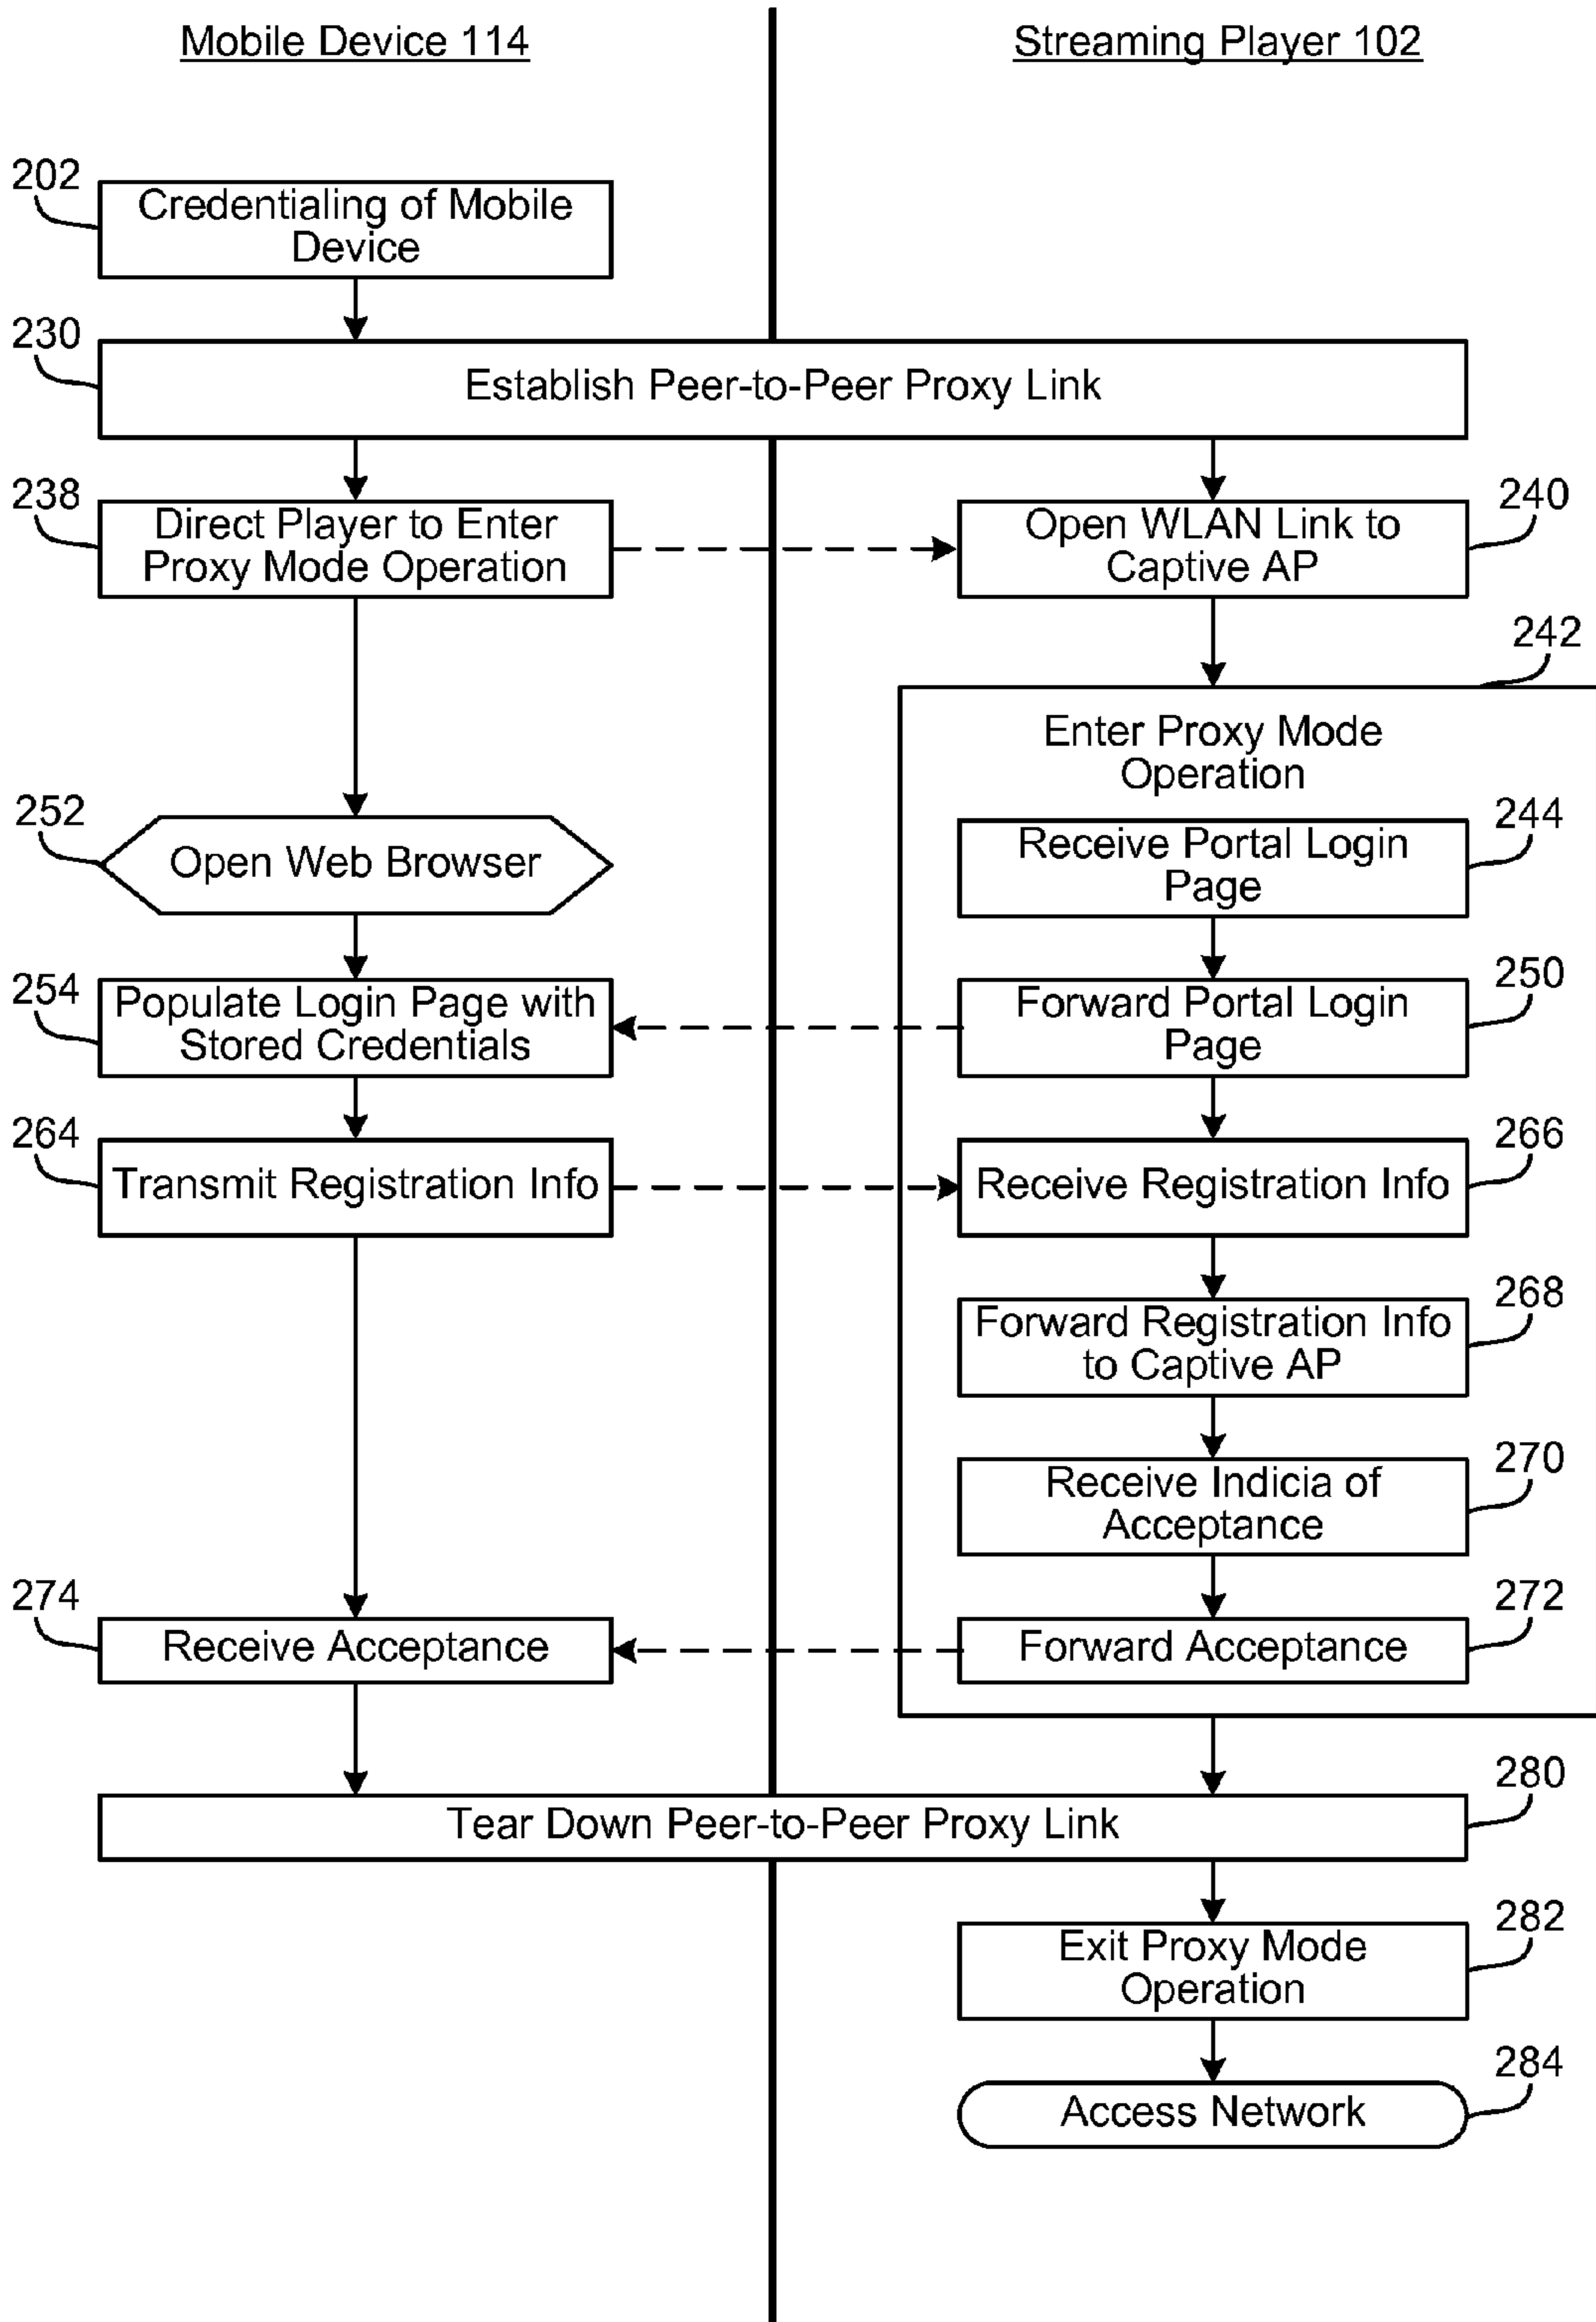 Mobile Device 114
Streaming Player 102
202
Credentialing of Mobile
Device
230
Establish Peer-to-Peer Proxy Link
238
Direct Player to Enter
Proxy Mode Operation
240
Open WLAN Link to
Captive AP
242
Enter Proxy Mode
Operation
244
Receive Portal Login
Page
252
Open Web Browser
250
Forward Portal Login
Page
254
Populate Login Page with
Stored Credentials
264
Transmit Registration Info
266
Receive Registration Info
268
Forward Registration Info
to Captive AP
270
Receive Indicia of
Acceptance
272
Forward Acceptance
274
Receive Acceptance
280
Tear Down Peer-to-Peer Proxy Link
282
Exit Proxy Mode
Operation
284
Access Network